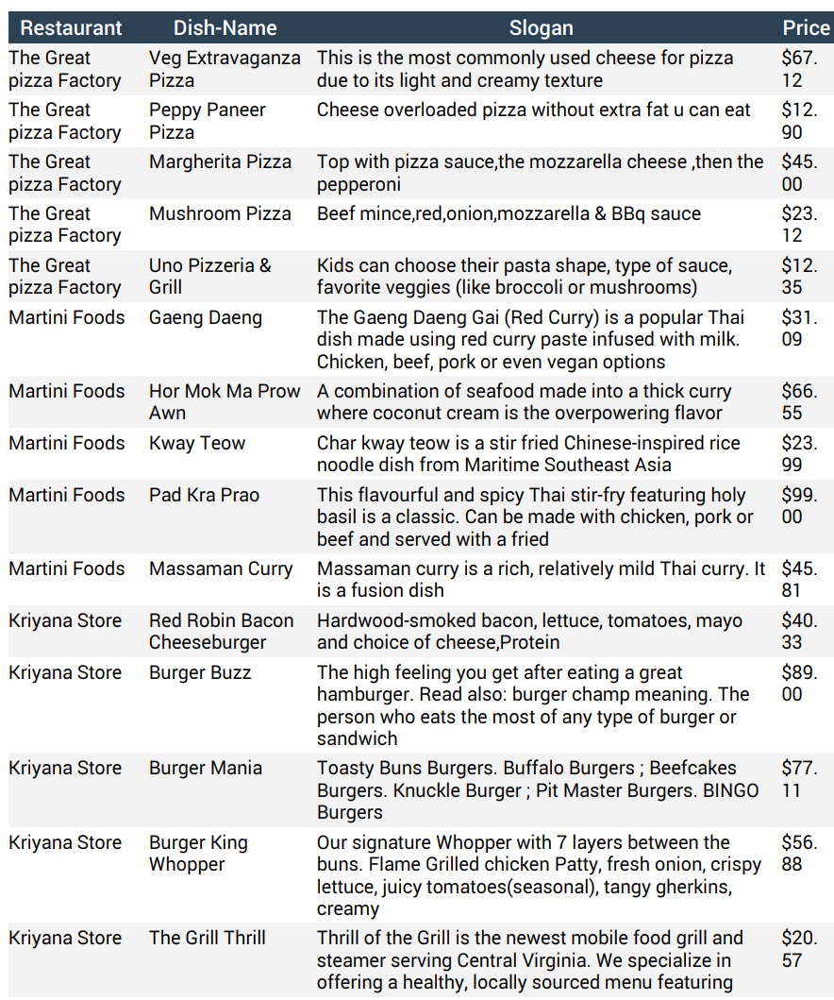 Restaurant Dish-Name Slogan Price
The Great Veg Extravaganza This is the most commonly used cheese for pizza $67.
pizza Factory Pizza due to its light and creamy texture 12
The Great Peppy Paneer Cheese overloaded pizza without extra fat u can eat $12.
pizza Factory Pizza 90
The Great Margherita Pizza Top with pizza sauce,the mozzarella cheese ,then the $45.
pizza Factory pepperoni 00
The Great Mushroom Pizza Beef mince,red,onion,mozzarella & BBq sauce $23.
pizza Factory 12
The Great Uno Pizzeria & Kids can choose their pasta shape, type of sauce, $12.
pizza Factory Grill favorite veggies (like broccoli or mushrooms) 35
Martini Foods Gaeng Daeng The Gaeng Daeng Gai (Red Curry) is a popular Thai $31.
dish made using red curry paste infused with milk. 09
Chicken, beef, pork or even vegan options
Martini Foods Hor Mok Ma Prow A combination of seafood made into a thick curry $66.
Awn where coconut cream is the overpowering flavor 55
Martini Foods Kway Teow Char kway teow is a stir fried Chinese-inspired rice $23.
noodle dish from Maritime Southeast Asia 99
Martini Foods Pad Kra Prao This flavourful and spicy Thai stir-fry featuring holy $99.
basil is a classic. Can be made with chicken, pork or 00
beef and served with a fried
Martini Foods Massaman Curry Massaman curry is a rich, relatively mild Thai curry. It $45.
is a fusion dish 81
Kriyana Store Red Robin Bacon Hardwood-smoked bacon, lettuce, tomatoes, mayo $40.
Cheeseburger and choice of cheese,Protein 33
Kriyana Store Burger Buzz The high feeling you get after eating a great $89.
hamburger. Read also: burger champ meaning. The 00
person who eats the most of any type of burger or
sandwich
Kriyana Store Burger Mania Toasty Buns Burgers. Buffalo Burgers ; Beefcakes $77.
Burgers. Knuckle Burger ; Pit Master Burgers. BINGO 11
Burgers
Kriyana Store Burger King Our signature Whopper with 7 layers between the $56.
Whopper buns. Flame Grilled chicken Patty, fresh onion, crispy 88
lettuce, juicy tomatoes(seasonal), tangy gherkins,
creamy
Kriyana Store The Grill Thrill Thrill of the Grill is the newest mobile food grill and $20.
steamer serving Central Virginia. We specialize in 57
offering a healthy, locally sourced menu featuring